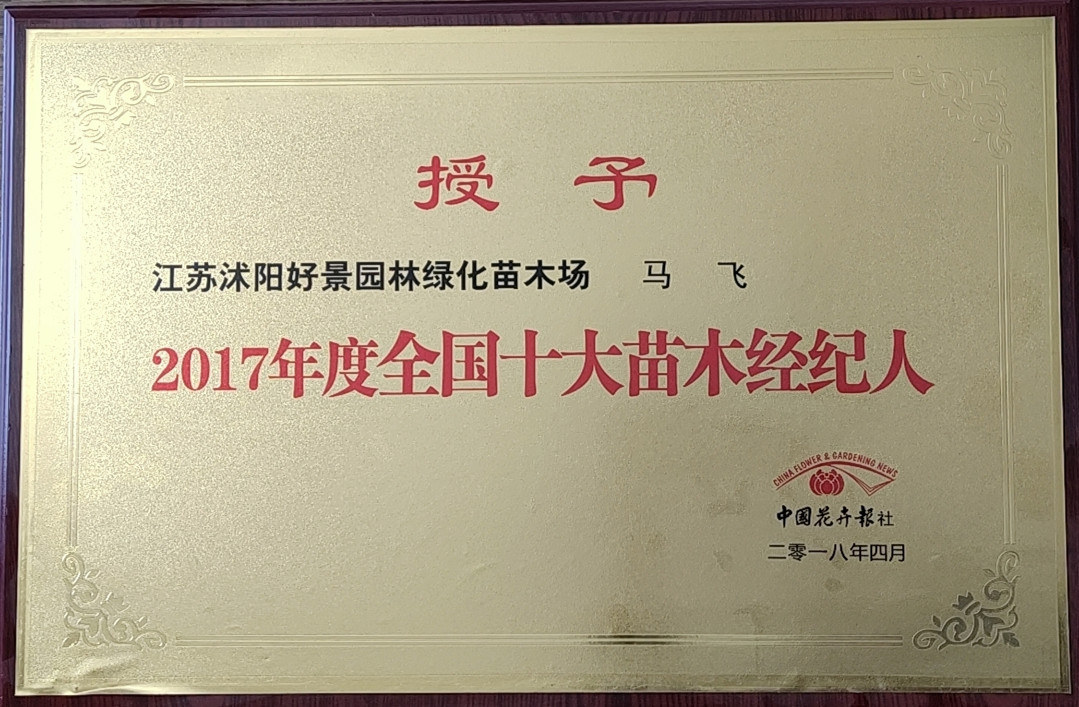 授 予
江苏沭阳好景园林绿化苗木场 马 飞
2017年度全国十大苗木经纪人
CHINA FLOWER & GARDENING NEWS
中國花卉報社
二零一八年四月